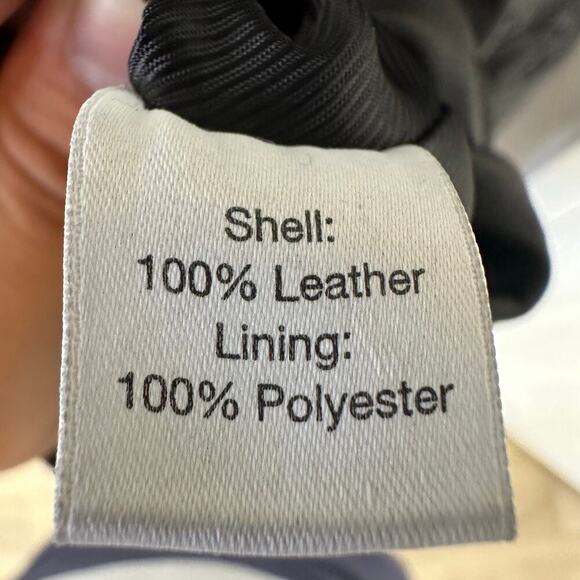 Shell:
100% Leather
Lining:
100% Polyester